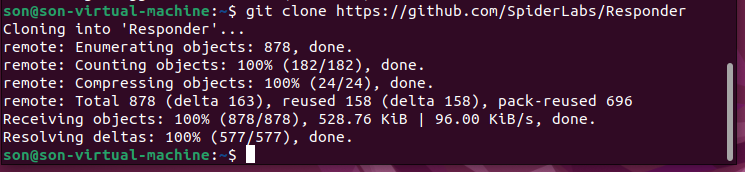 son@son-virtual-machine:~$ git clone https://github.com/SpiderLabs/Responder
Cloning into 'Responder'...
remote: Enumerating objects: 878, done.
remote: Counting objects: 100% (182/182), done.
remote: Compressing objects: 100% (24/24), done.
remote: Total 878 (delta 163), reused 158 (delta 158), pack-reused 696
Receiving objects: 100% (878/878), 528.76 KiB | 96.00 KiB/s, done.
Resolving deltas: 100% (577/577), done.
son@son-virtual-machine:~$